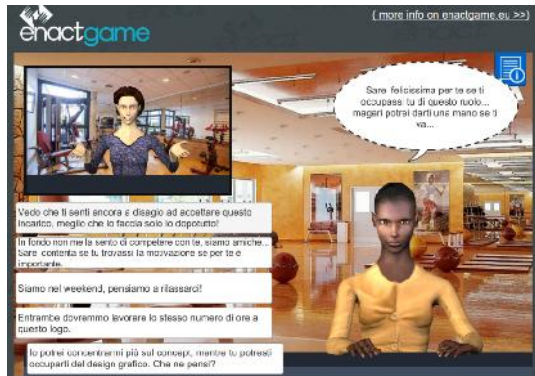 enactgame
( more info on enactgame.eu >>)
Sarei felicissima per te se ti
occupassi tu di questo ruolo...
magari potrei darti una mano se ti
va...
Vedo che ti senti ancora a disagio ad accettare questo
incarico, meglio che lo faccia solo io dopotutto!
In fondo non me la sento di competere con te, siamo amiche...
Sarei contenta se tu trovassi la motivazione se per te è
importante.
Siamo nel weekend, pensiamo a rilassarci!
Entrambe dovremmo lavorare lo stesso numero di ore a
questo logo.
Io potrei concentrarmi più sul concept, mentre tu potresti
occuparti del design grafico. Che ne pensi?